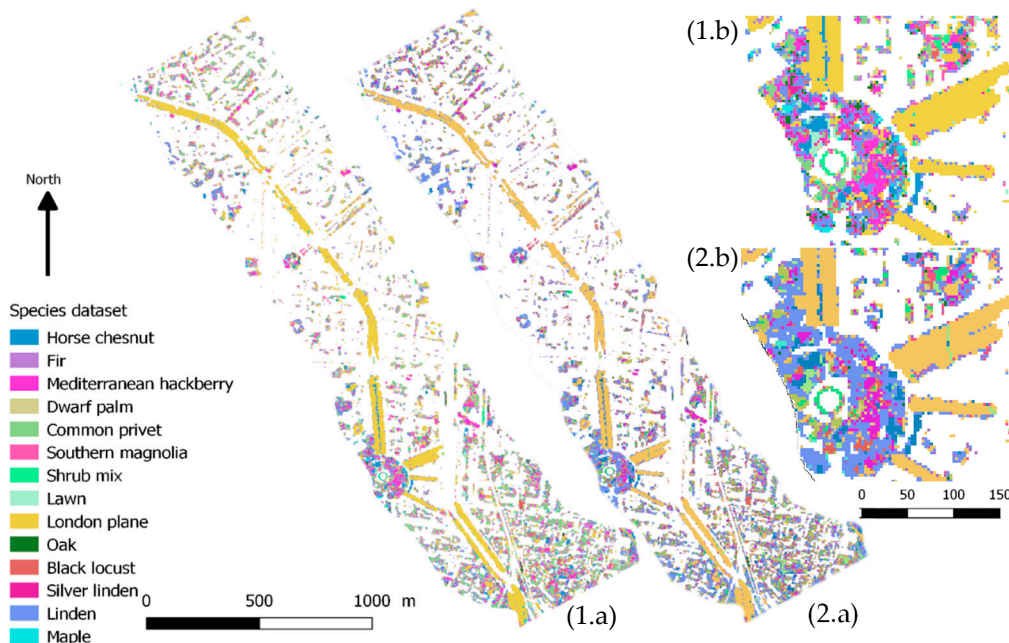 (1.b)
North
(2.b)
Species dataset
Horse chesnut
Fir
Mediterranean hackberry
Dwarf palm
Common privet
Southern magnolia
Shrub mix
Lawn
London plane
Oak
Black locust
Silver linden
Linden
Maple
0 50 100 150
0 500 1000 m
(1.a)
(2.a)